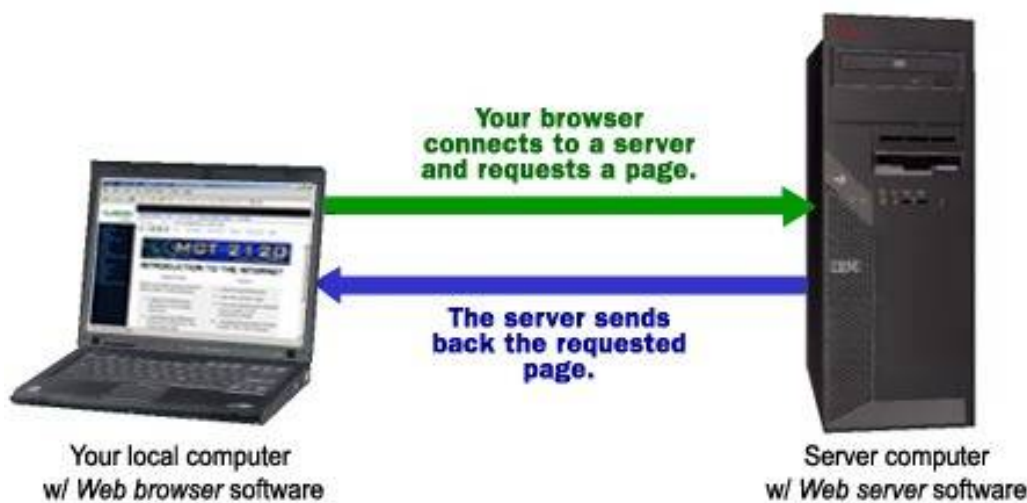 Your browser
connects to a server
and requests a page.
MGT 2120
INTRODUCTION TO THE INTERNET
IBM
The server sends
back the requested
page.
Your local computer
w/ Web browser software
Server computer
w/ Web server software